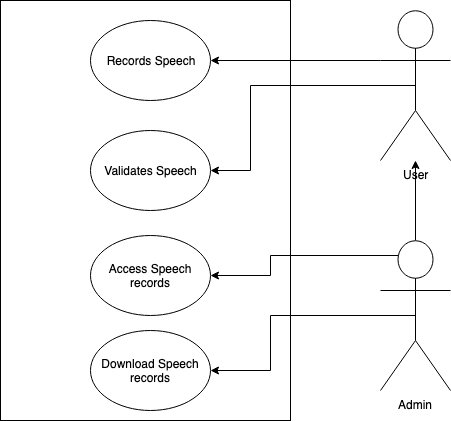 Records Speech
Validates Speech
User
Access Speech
records
Download Speech
records
Admin